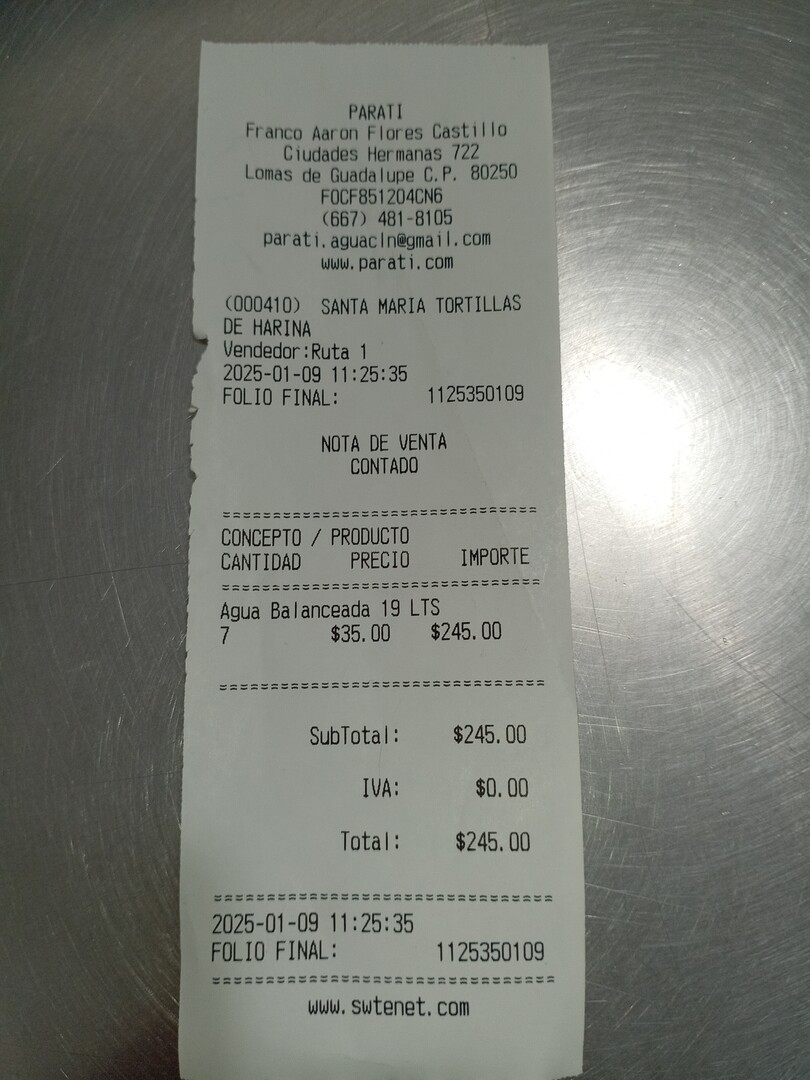 PARATI
Franco Aaron Flores Castillo
Ciudades Hermanas 722
Lomas de Guadalupe C.P. 80250
FOCF851204CN6
(667) 481-8105
parati.aguacln@gmail.com
www.parati.com
(000410) SANTA MARIA TORTILLAS
DE HARINA
Vendedor:Ruta 1
2025-01-09 11:25:35
FOLIO FINAL: 1125350109
NOTA DE VENTA
CONTADO
================================
CONCEPTO / PRODUCTO
CANTIDAD PRECIO IMPORTE
================================
Agua Balanceada 19 LTS
7 $35.00 $245.00
================================
SubTotal: $245.00
IVA: $0.00
Total: $245.00
================================
2025-01-09 11:25:35
FOLIO FINAL: 1125350109
================================
www.swtenet.com